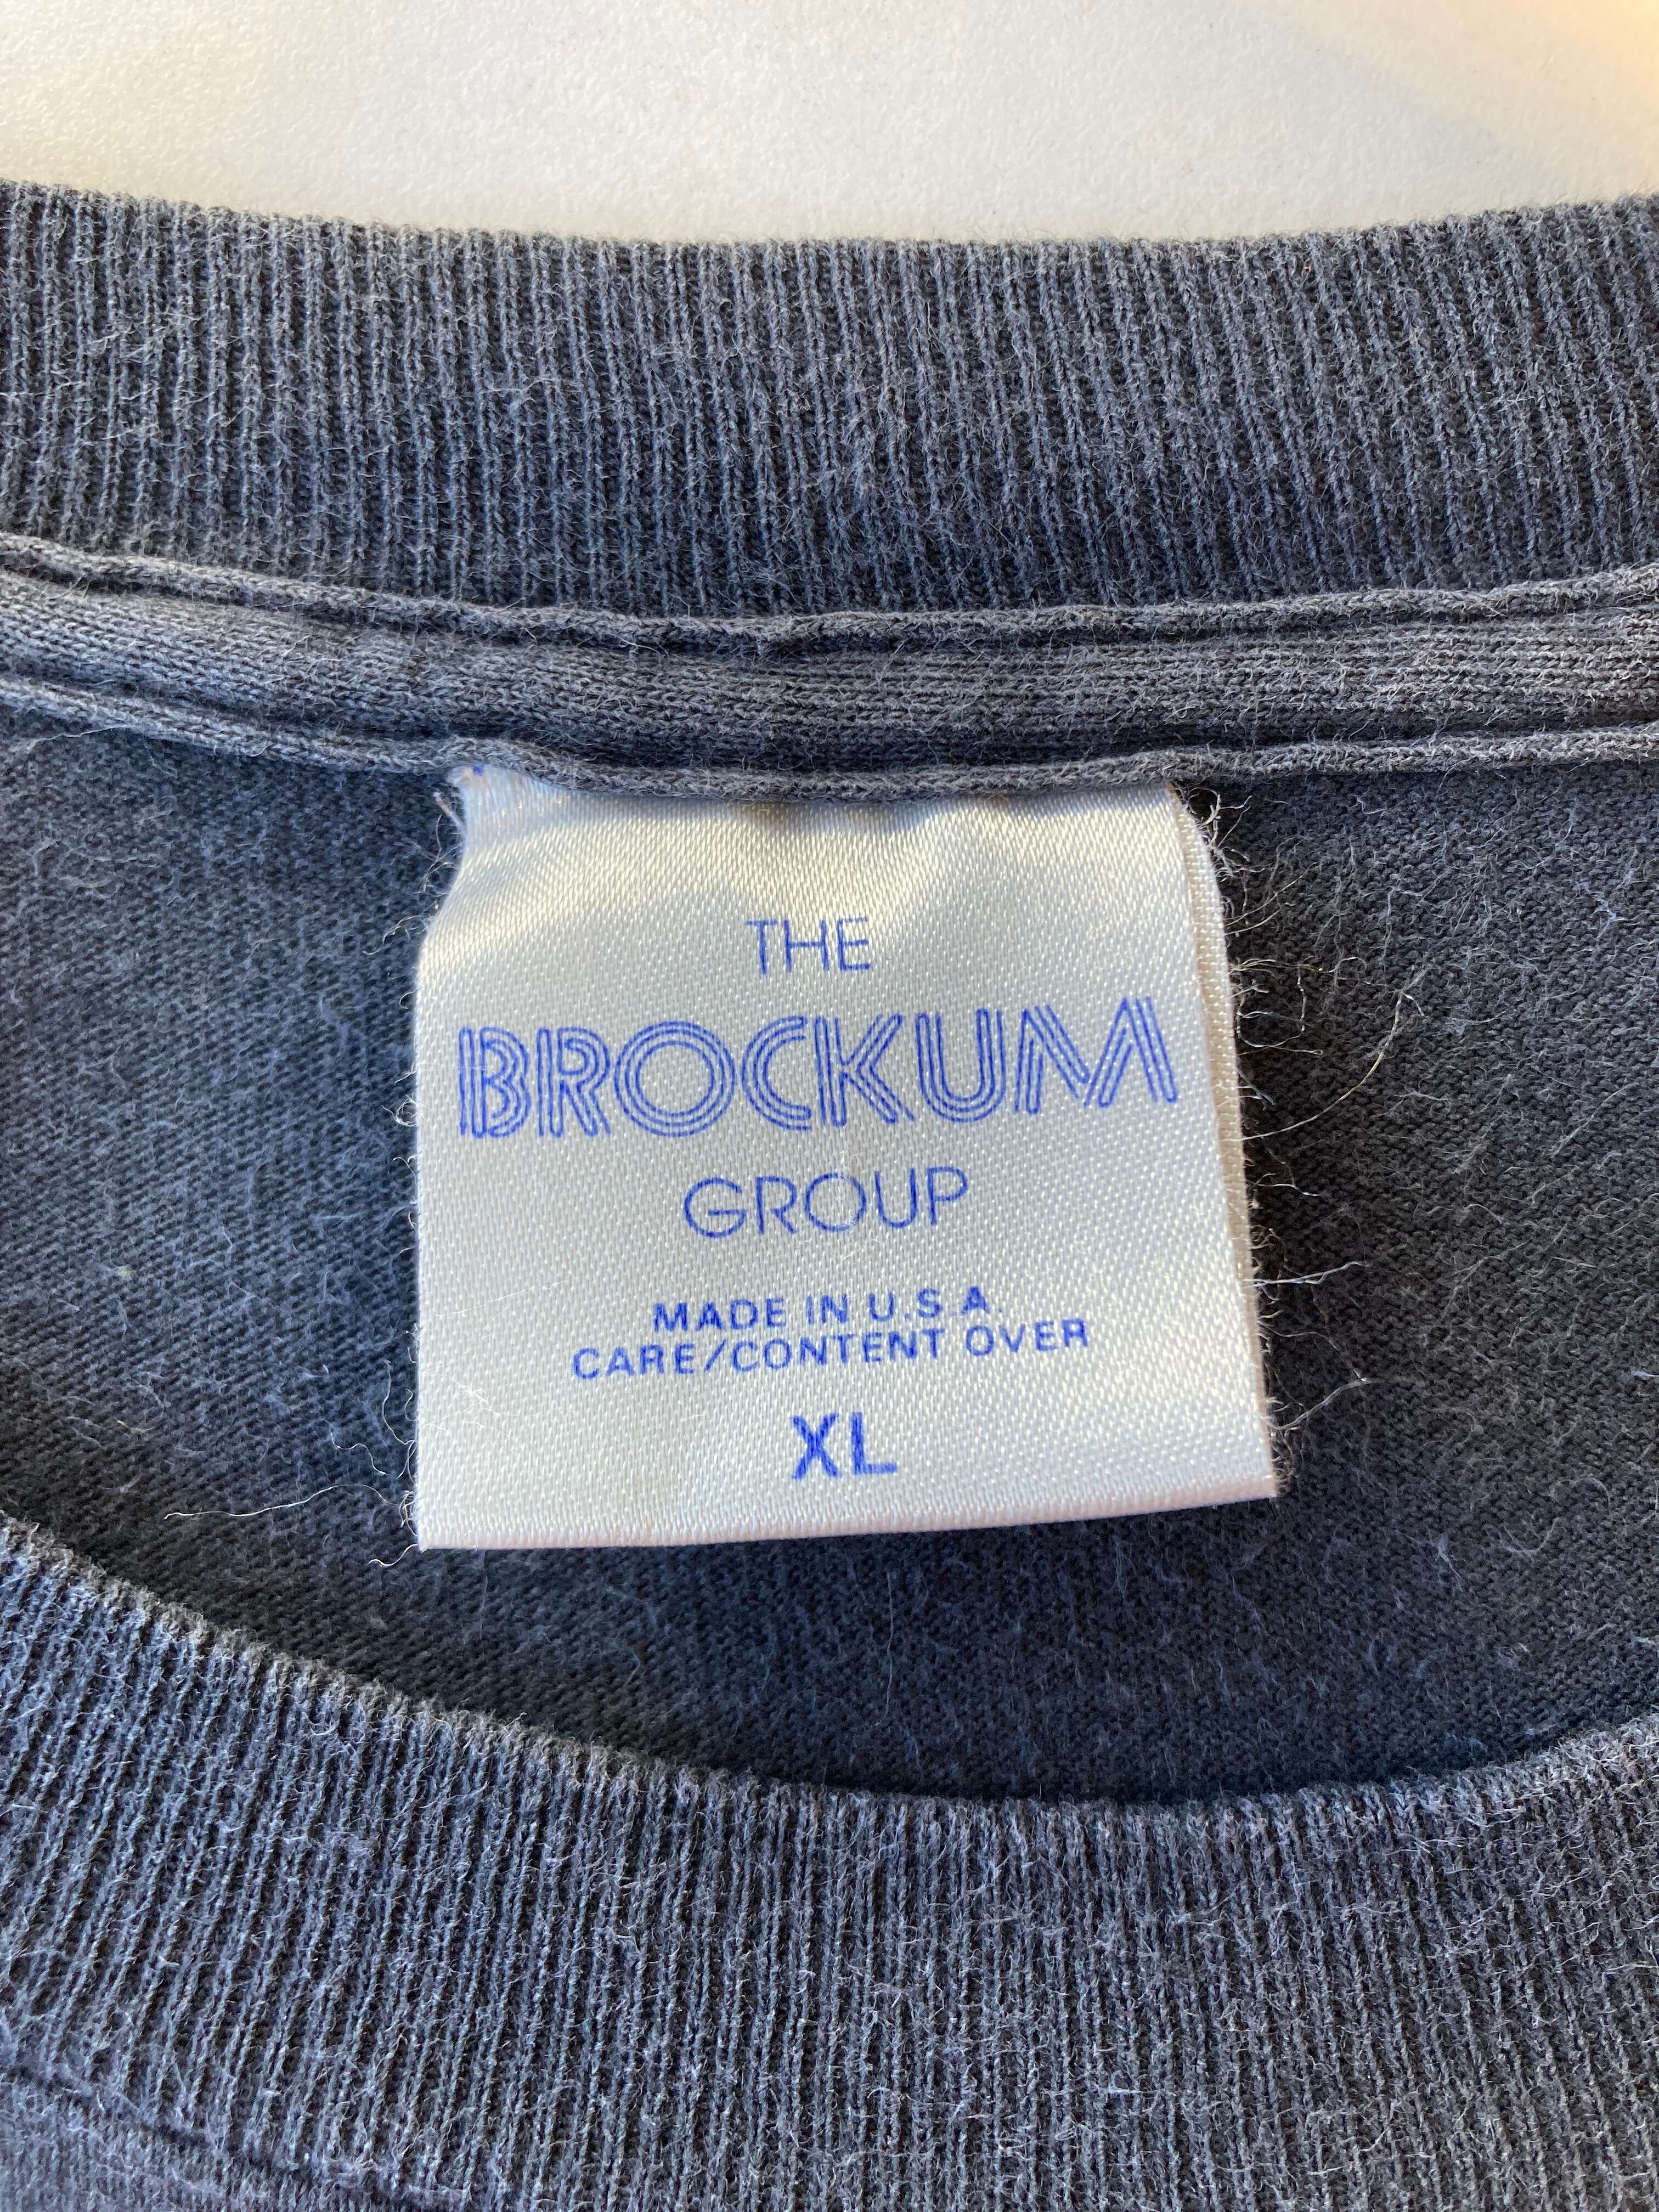 THE
BROCKUM
GROUP
MADE IN U.S.A.
CARE/CONTENT OVER
XL